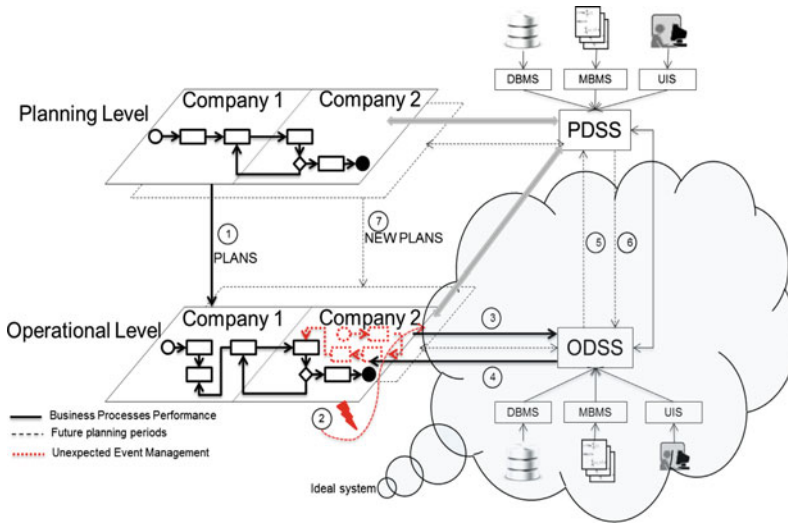 DBMS
MBMS
UIS
Planning Level
Company 1
Company 2
PDSS
1
PLANS
7
NEW PLANS
5
6
Operational Level
Company 1
Company 2
3
ODSS
4
2
Business Processes Performance
Future planning periods
Unexpected Event Management
DBMS
MBMS
UIS
Ideal system